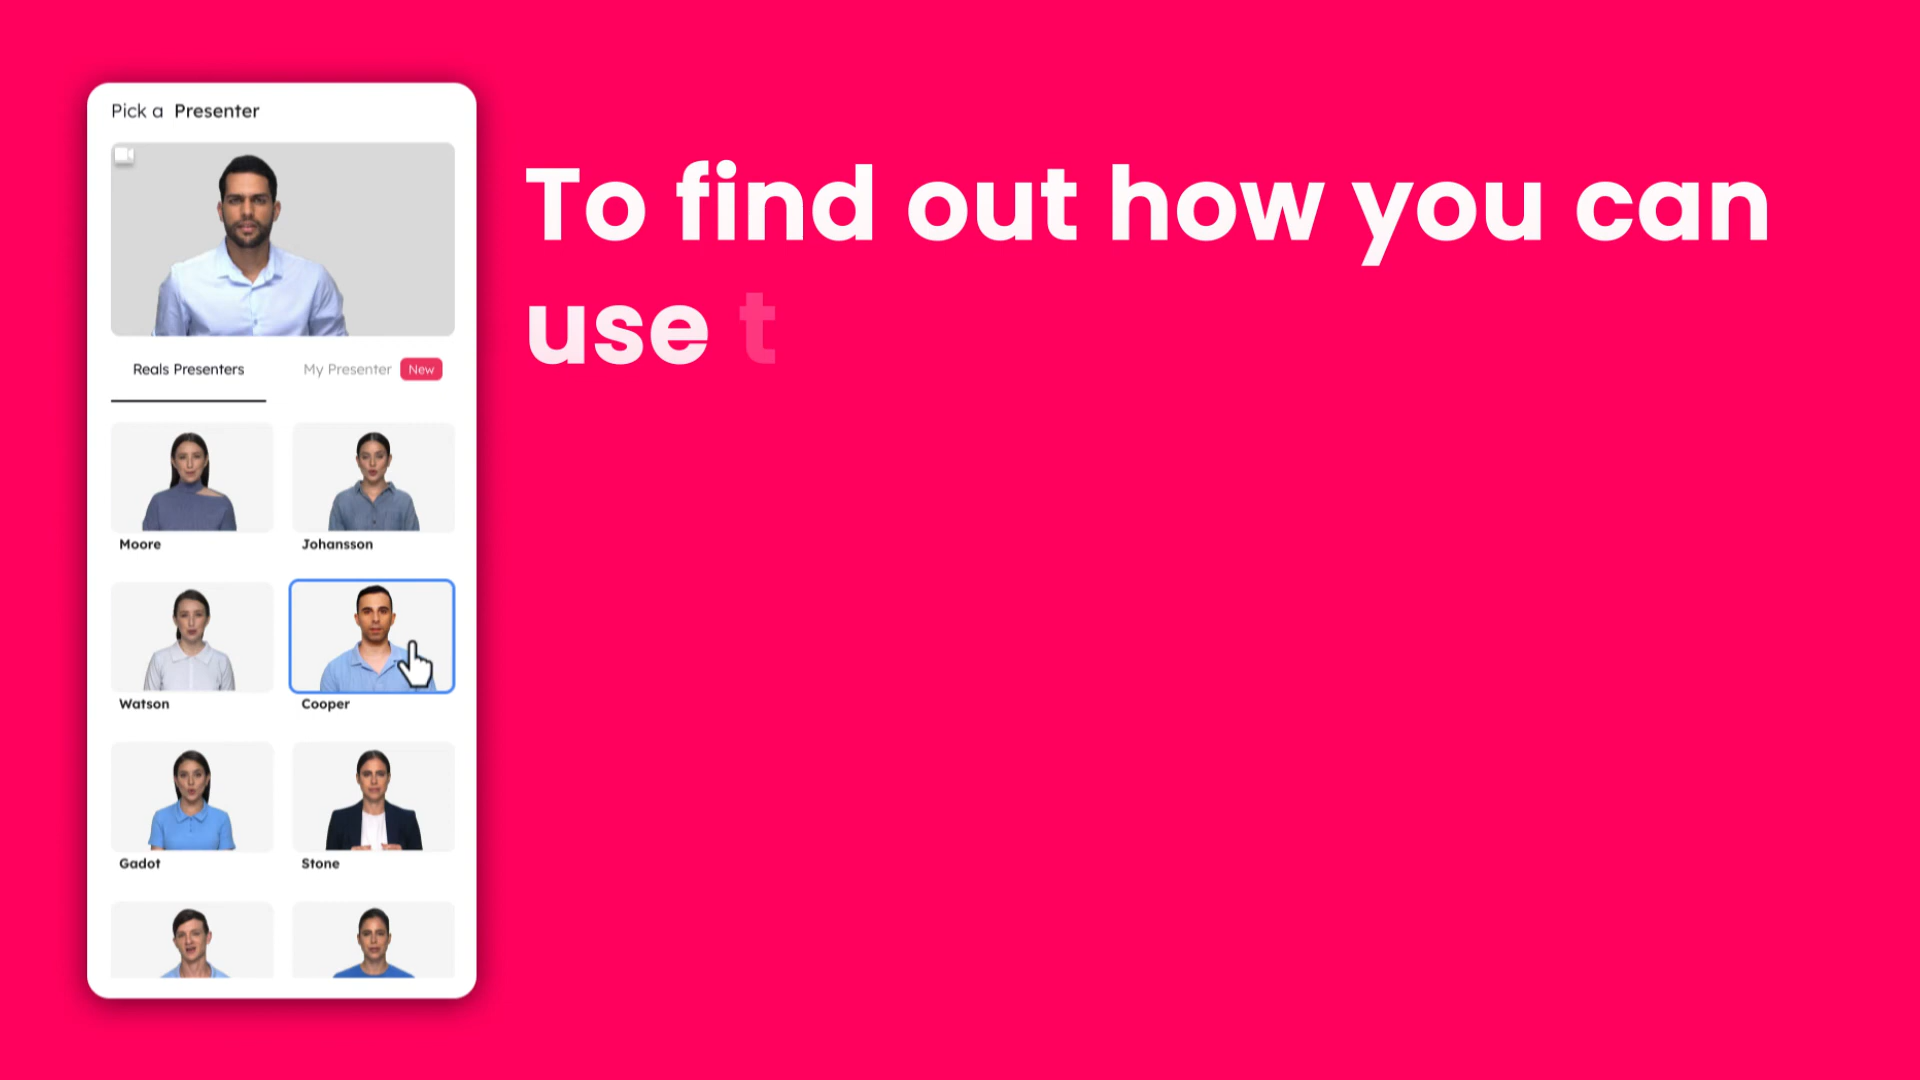 Pick a Presenter
To find out how you can
use t
Reals Presenters
My Presenter New
Moore
Johansson
Watson
Cooper
Gadot
Stone